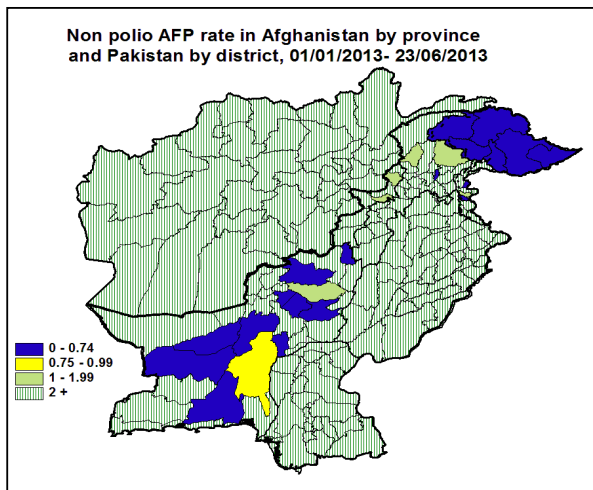 Non polio AFP rate in Afghanistan by province
and Pakistan by district, 01/01/2013- 23/06/2013
0 - 0.74
0.75 - 0.99
1 - 1.99
2 +